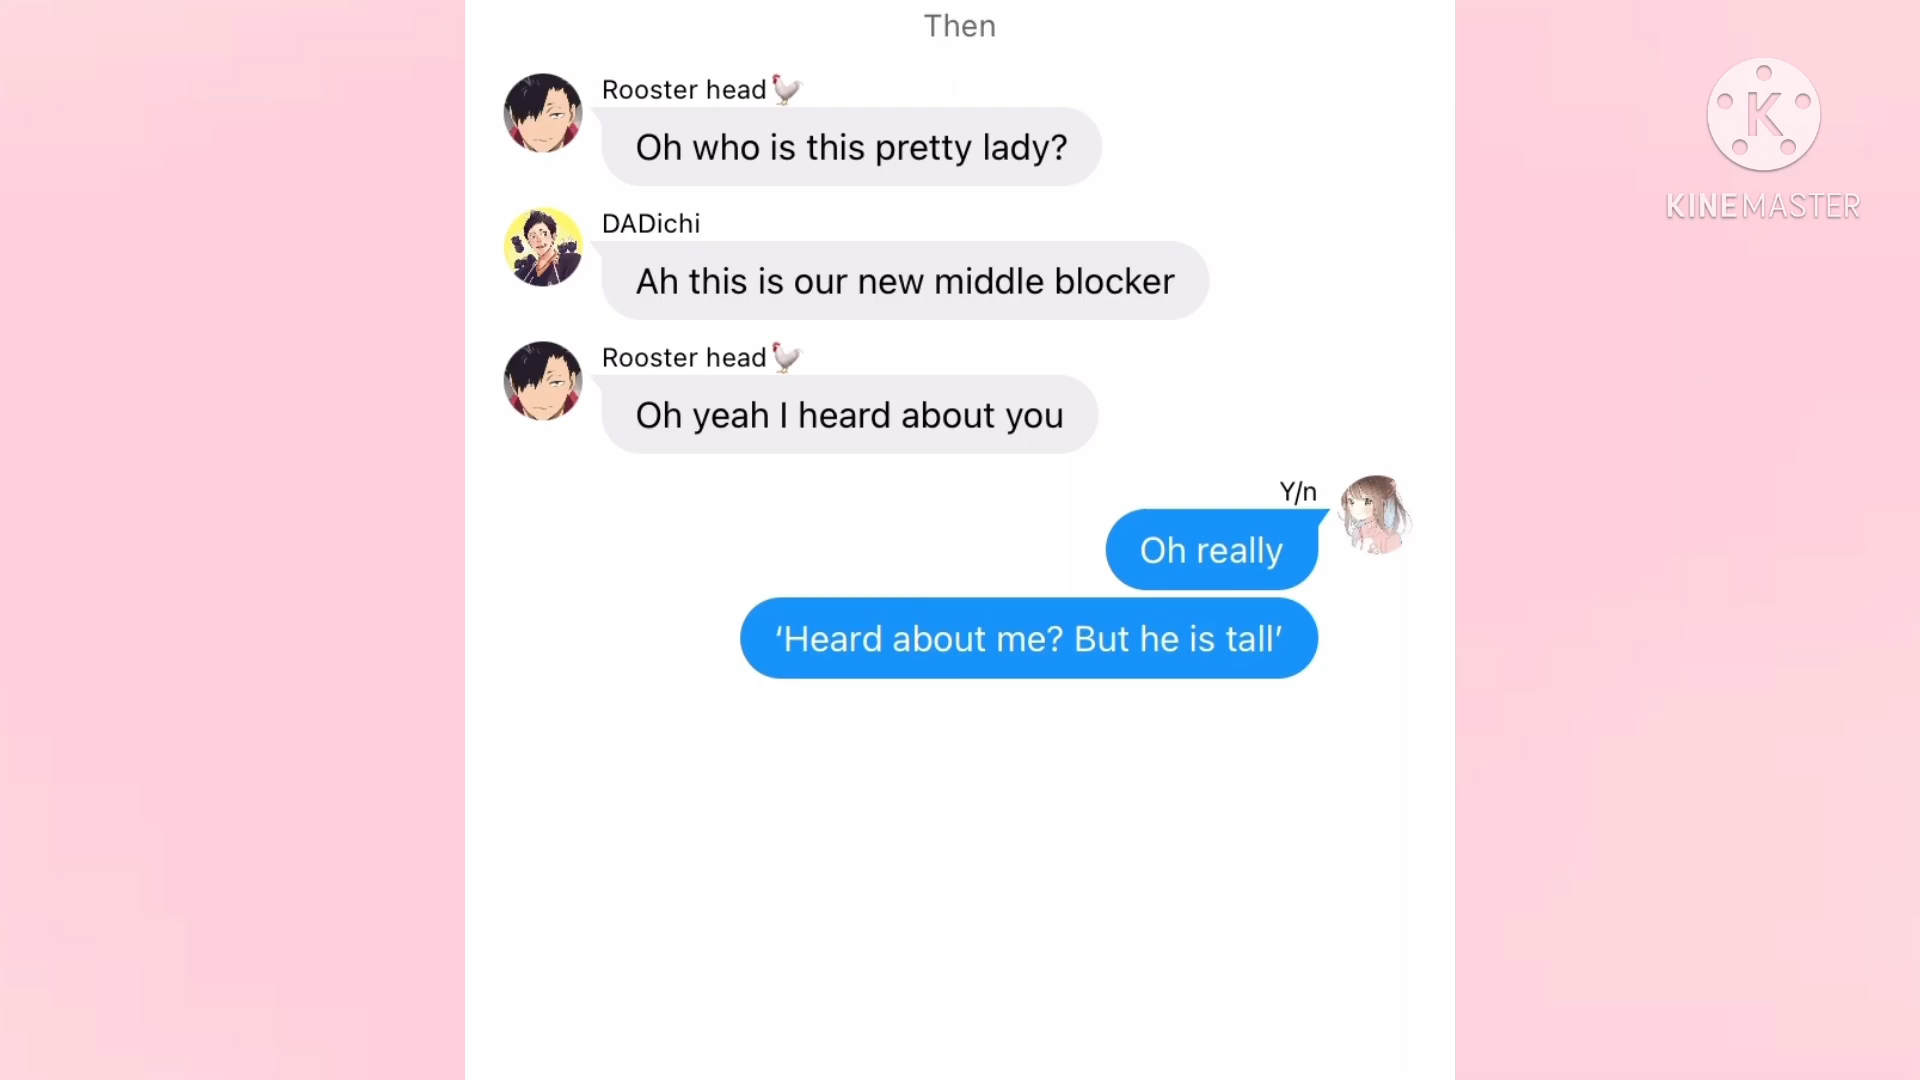 Then
Rooster head🐓
Oh who is this pretty lady?
DADichi
Ah this is our new middle blocker
Rooster head🐓
Oh yeah I heard about you
Y/n
Oh really
‘Heard about me? But he is tall’
K
KINEMASTER